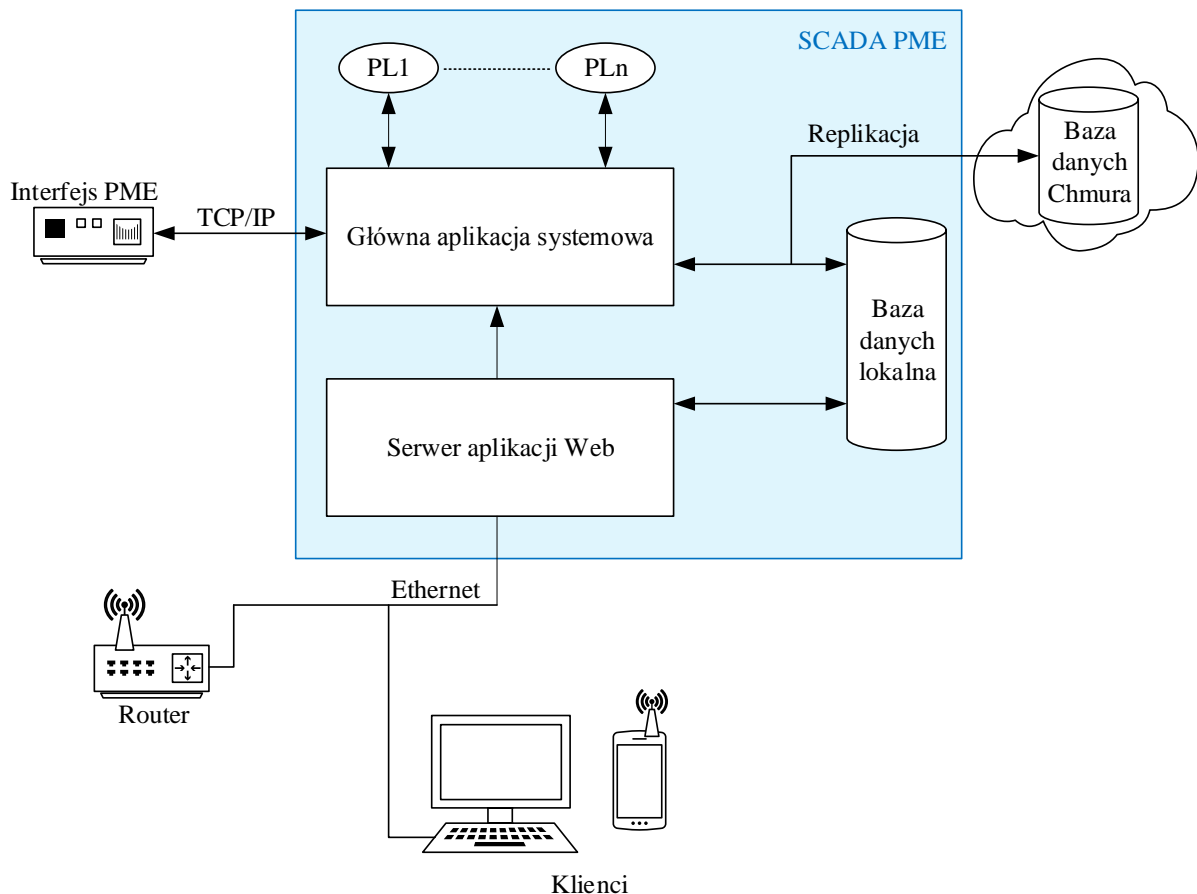 SCADA PME
PL1
PLn
Replikacja
Baza
danych
Chmura
Interfejs PME
TCP/IP
Główna aplikacja systemowa
Baza
danych
lokalna
Serwer aplikacji Web
Ethernet
Router
Klienci